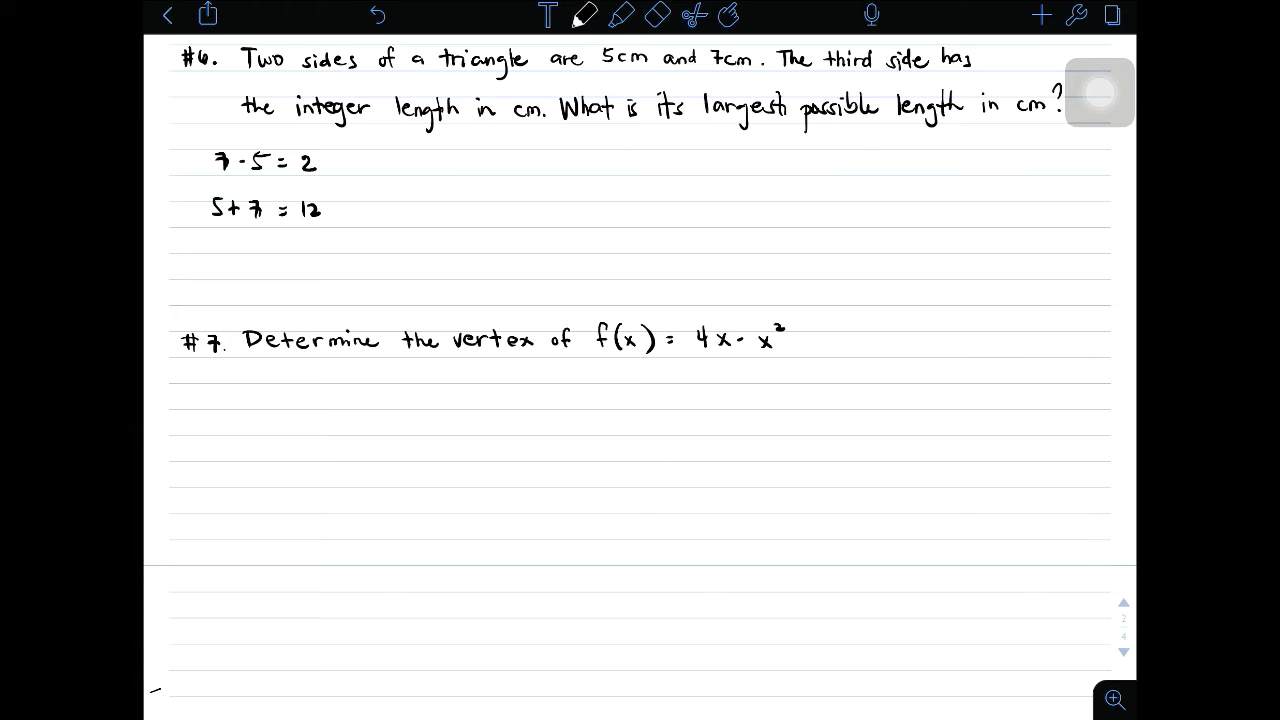 #6. Two sides of a triangle are 5cm and 7cm. The third side has
the integer length in cm. What is its largest possible length in cm?
7 - 5 = 2
5 + 7 = 12
#7. Determine the vertex of f(x) = 4x - x²
2
4